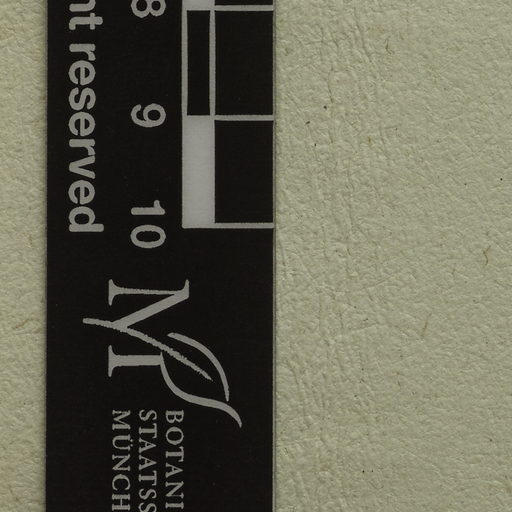 nt reserved
8 9 10
M
BOTANI
STAATSS
MÜNCH